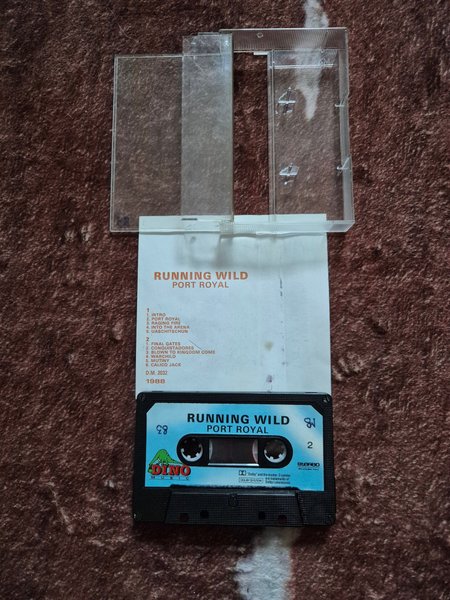 RUNNING WILD
PORT ROYAL
1
1. INTRO
2. PORT ROYAL
3. RAGING FIRE
4. INTO THE ARENA
5. UASCHITSCHUN
2
1. FINAL GATES
2. CONQUISTADORES
3. BLOWN TO KINGDOM COME
4. WARCHILD
5. MUTINY
6. CALICO JACK
D.M. 2032
1988
RUNNING WILD
PORT ROYAL
2
DINO
MUSIC
STEREO